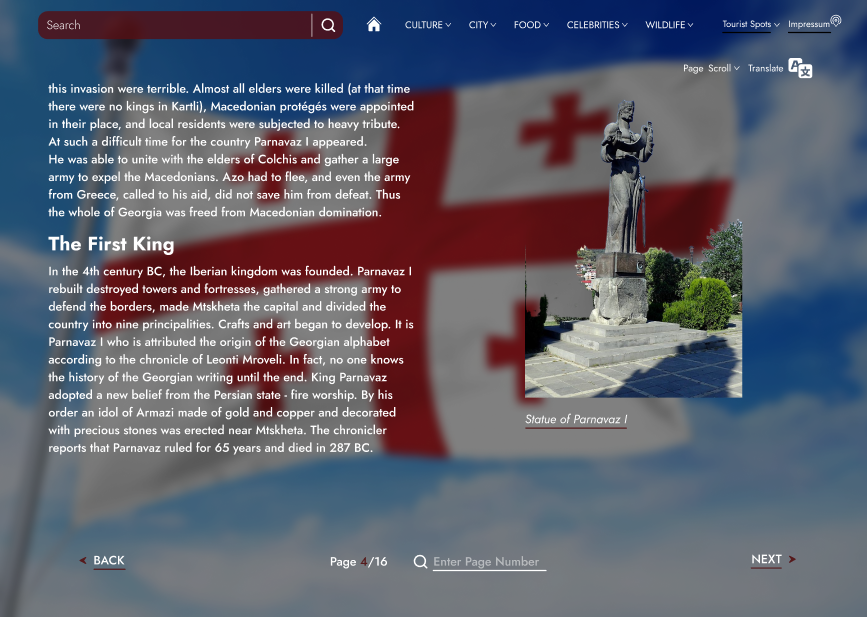 Search
CULTURE
CITY
FOOD
CELEBRITIES
WILDLIFE
Tourist Spots
Impressum
Page Scroll
Translate
A文
this invasion were terrible. Almost all elders were killed (at that time
there were no kings in Kartli), Macedonian protégés were appointed
in their place, and local residents were subjected to heavy tribute.
At such a difficult time for the country Parnavaz I appeared.
He was able to unite with the elders of Colchis and gather a large
army to expel the Macedonians. Azo had to flee, and even the army
from Greece, called to his aid, did not save him from defeat. Thus
the whole of Georgia was freed from Macedonian domination.
The First King
In the 4th century BC, the Iberian kingdom was founded. Parnavaz I
rebuilt destroyed towers and fortresses, gathered a strong army to
defend the borders, made Mtskheta the capital and divided the
country into nine principalities. Crafts and art began to develop. It is
Parnavaz I who is attributed the origin of the Georgian alphabet
according to the chronicle of Leonti Mroveli. In fact, no one knows
the history of the Georgian writing until the end. King Parnavaz
adopted a new belief from the Persian state - fire worship. By his
order an idol of Armazi made of gold and copper and decorated
with precious stones was erected near Mtskheta. The chronicler
reports that Parnavaz ruled for 65 years and died in 287 BC.
Statue of Parnavaz I
BACK
Page 4/16
Enter Page Number
NEXT